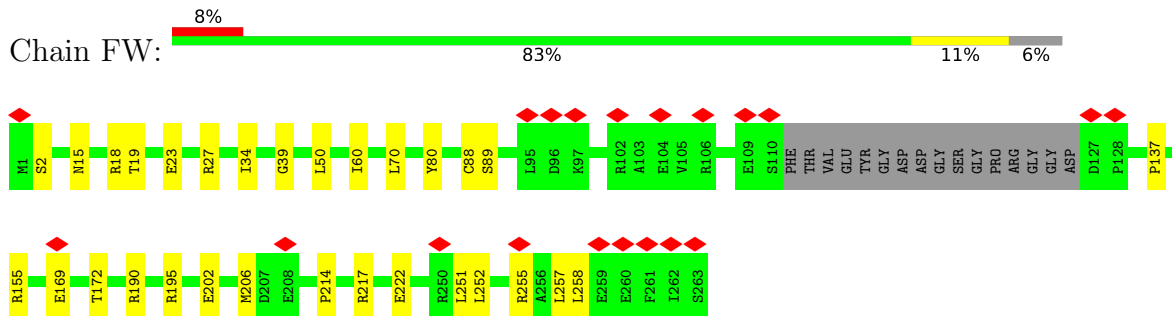 8%
Chain FW:
83% 11% 6%
M1 S2 N15 R18 T19 E23 R27 I34 G39 L50 I60 L70 Y80 C88 S89 L95 D96 K97 R102 A103 E104 V105 R106 E109 S110 PHE THR VAL GLU TYR GLY ASP ASP GLY SER GLY PRO ARG GLY GLY ASP D127 P128 P137
R155 E169 T172 R190 R195 E202 M206 D207 E208 P214 R217 E222 R250 L251 L252 R255 A256 L257 L258 E259 E260 F261 I262 S263